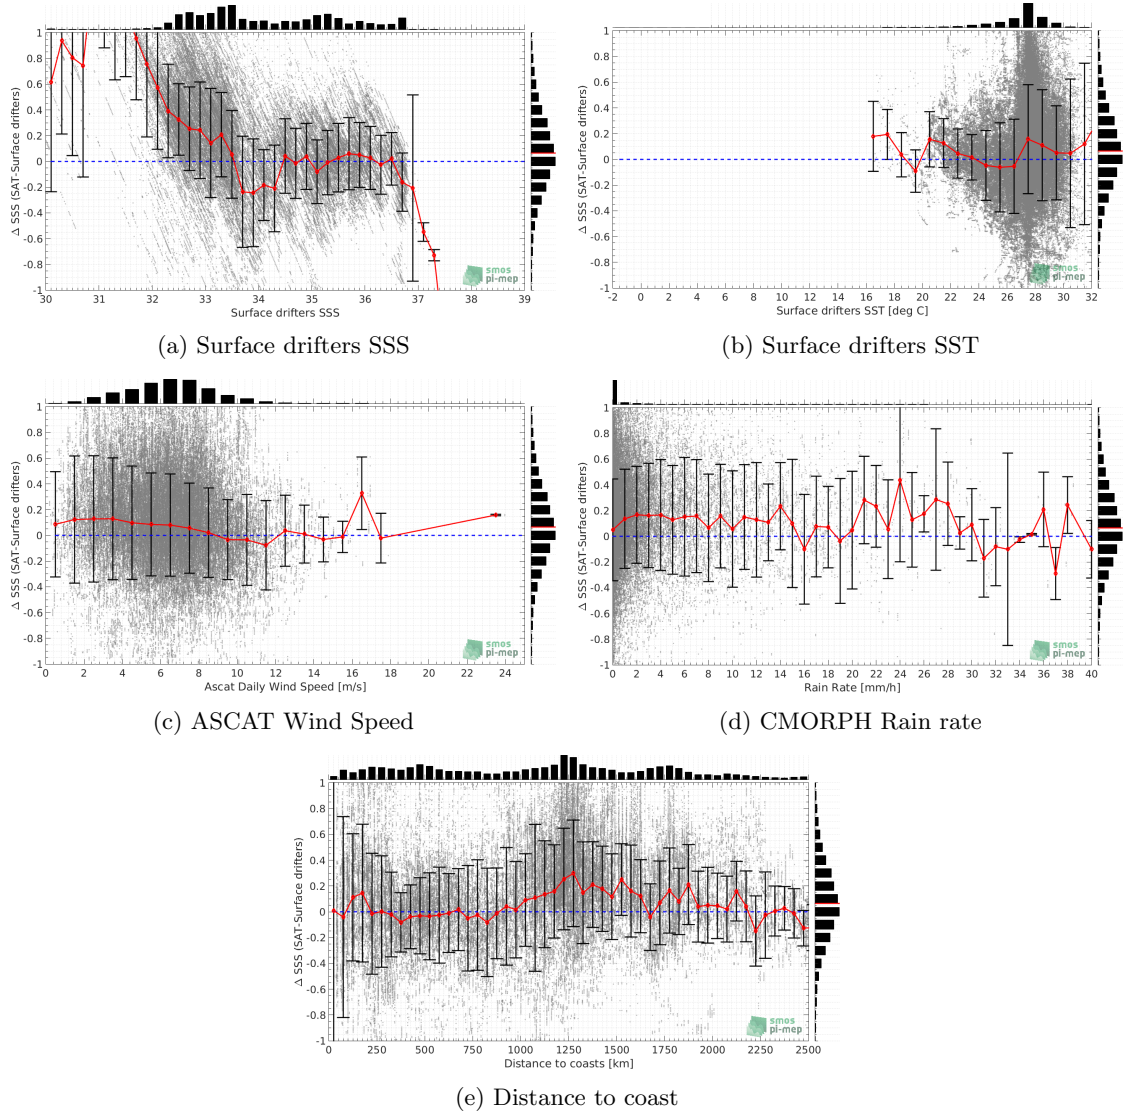 1
0.8
0.6
0.4
0.2
0
-0.2
-0.4
-0.6
-0.8
-1
Δ SSS (SAT-Surface drifters)
30 31 32 33 34 35 36 37 38 39
Surface drifters SSS
smos
pi-mep
(a) Surface drifters SSS
1
0.8
0.6
0.4
0.2
0
-0.2
-0.4
-0.6
-0.8
-1
Δ SSS (SAT-Surface drifters)
-2 0 2 4 6 8 10 12 14 16 18 20 22 24 26 28 30 32
Surface drifters SST [deg C]
smos
pi-mep
(b) Surface drifters SST
1
0.8
0.6
0.4
0.2
0
-0.2
-0.4
-0.6
-0.8
-1
Δ SSS (SAT-Surface drifters)
0 2 4 6 8 10 12 14 16 18 20 22 24
Ascat Daily Wind Speed [m/s]
smos
pi-mep
(c) ASCAT Wind Speed
1
0.8
0.6
0.4
0.2
0
-0.2
-0.4
-0.6
-0.8
-1
Δ SSS (SAT-Surface drifters)
0 2 4 6 8 10 12 14 16 18 20 22 24 26 28 30 32 34 36 38 40
Rain Rate [mm/h]
smos
pi-mep
(d) CMORPH Rain rate
1
0.8
0.6
0.4
0.2
0
-0.2
-0.4
-0.6
-0.8
-1
Δ SSS (SAT-Surface drifters)
0 250 500 750 1000 1250 1500 1750 2000 2250 2500
Distance to coasts [km]
smos
pi-mep
(e) Distance to coast